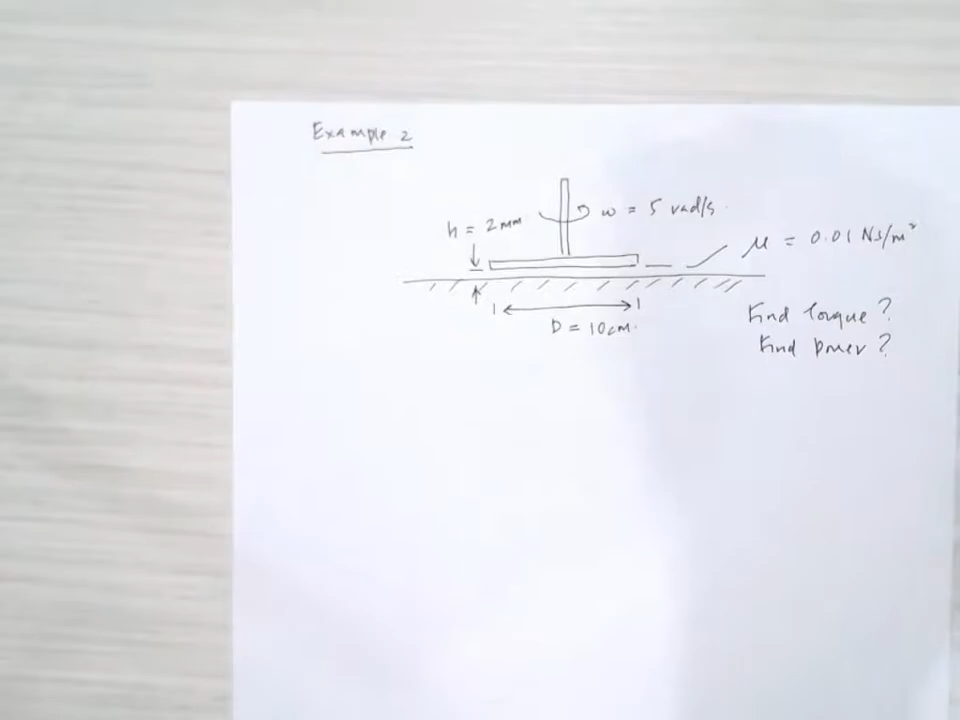 Example 2
h = 2mm
ω = 5 rad/s
μ = 0.01 Ns/m²
D = 10cm.
Find torque?
Find power?